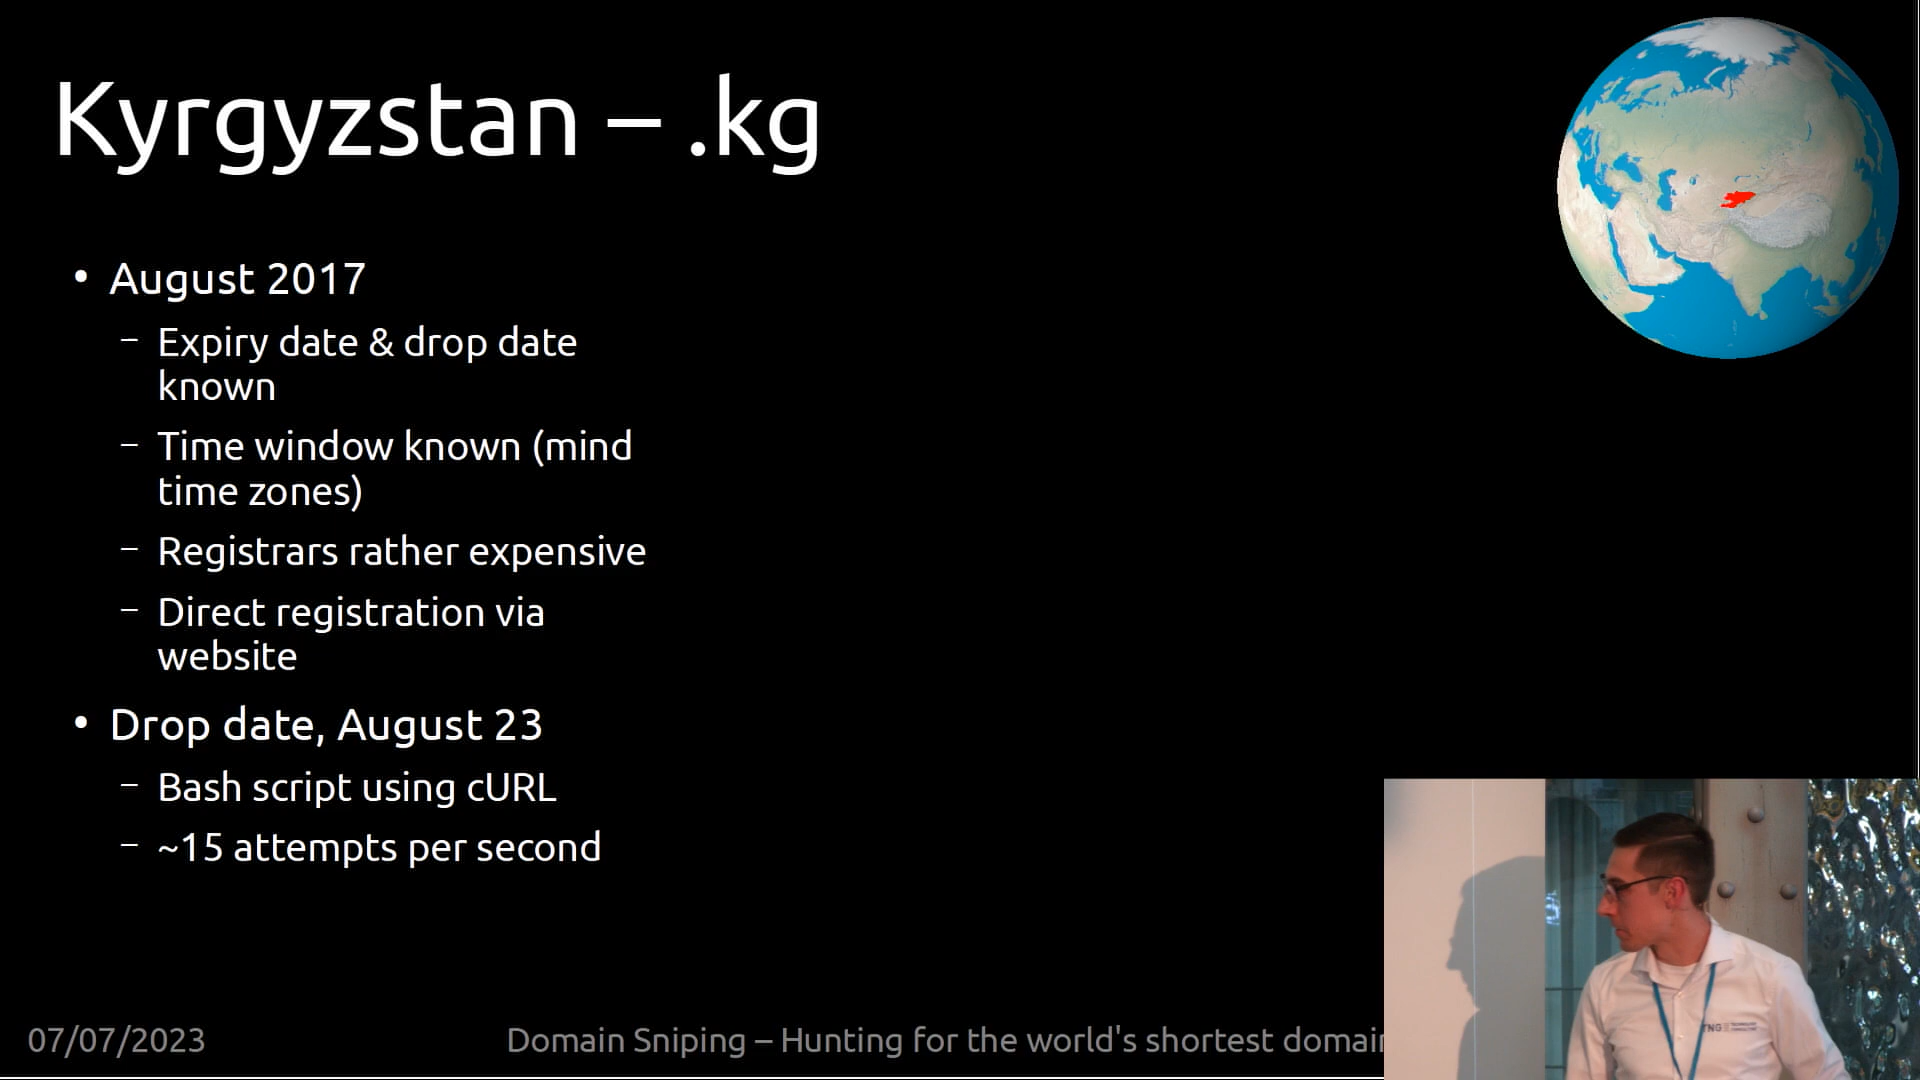 Kyrgyzstan – .kg
• August 2017
– Expiry date & drop date
known
– Time window known (mind
time zones)
– Registrars rather expensive
– Direct registration via
website
• Drop date, August 23
– Bash script using cURL
– ~15 attempts per second
07/07/2023
Domain Sniping – Hunting for the world's shortest domain
TNG